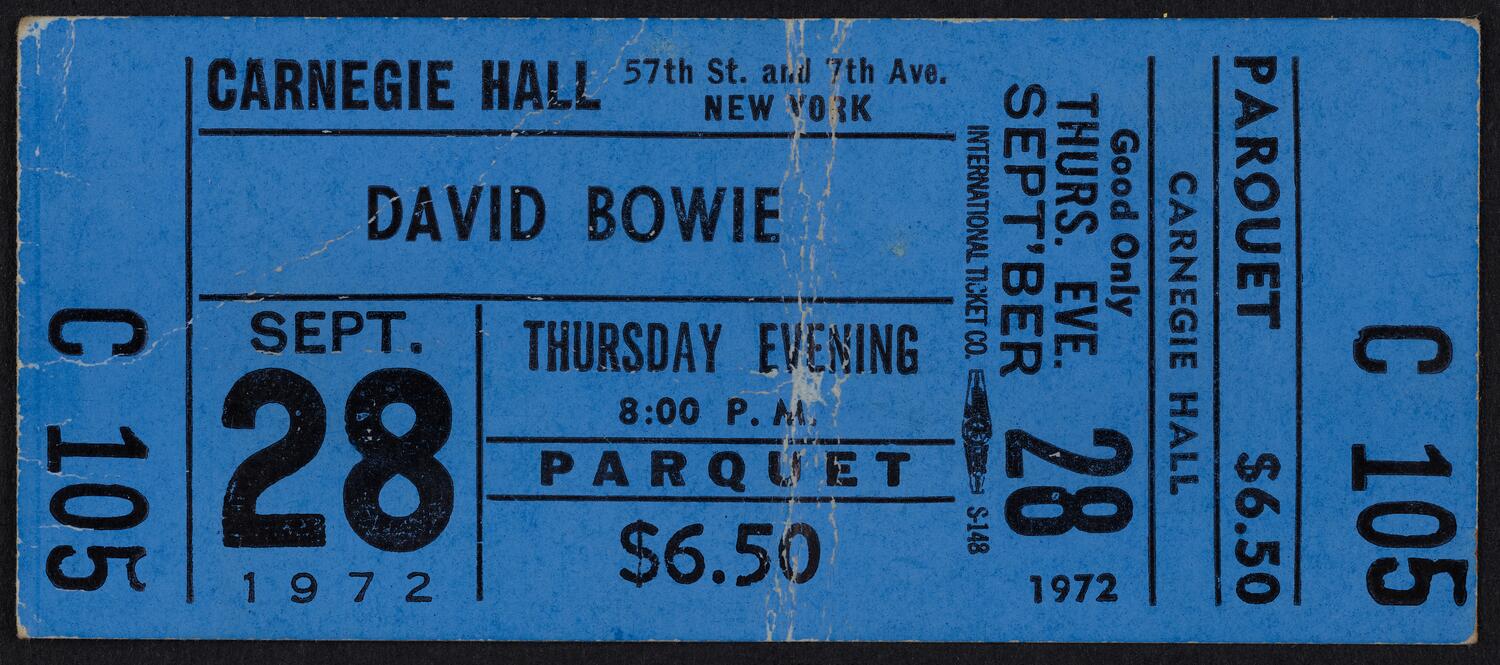 C 105
CARNEGIE HALL
57th St. and 7th Ave.
NEW YORK
DAVID BOWIE
SEPT.
28
1972
THURSDAY EVENING
8:00 P. M.
PARQUET
$6.50
INTERNATIONAL TICKET CO. S-148
Good Only
THURS. EVE.
SEPT'BER
28
1972
CARNEGIE HALL
PARQUET $6.50
C 105